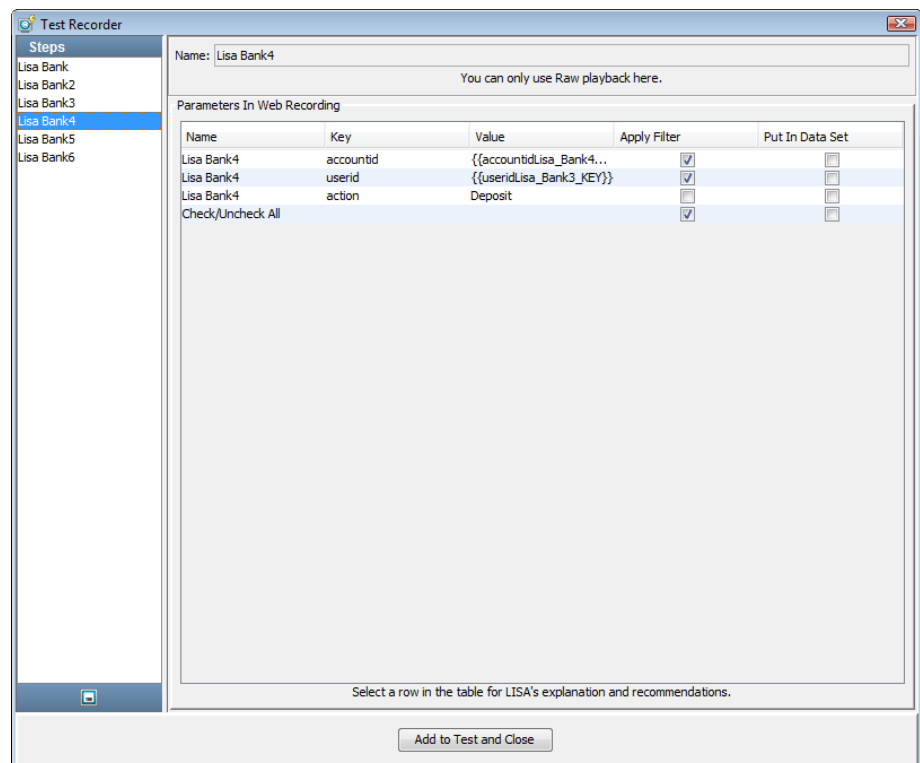 Test Recorder
Steps
Lisa Bank
Lisa Bank2
Lisa Bank3
Lisa Bank4
Lisa Bank5
Lisa Bank6
Name: Lisa Bank4
You can only use Raw playback here.
Parameters In Web Recording
Name Key Value Apply Filter Put In Data Set
Lisa Bank4 accountid {{accountidLisa_Bank4...
Lisa Bank4 userid {{useridLisa_Bank3_KEY}}
Lisa Bank4 action Deposit
Check/Uncheck All
Select a row in the table for LISA's explanation and recommendations.
Add to Test and Close